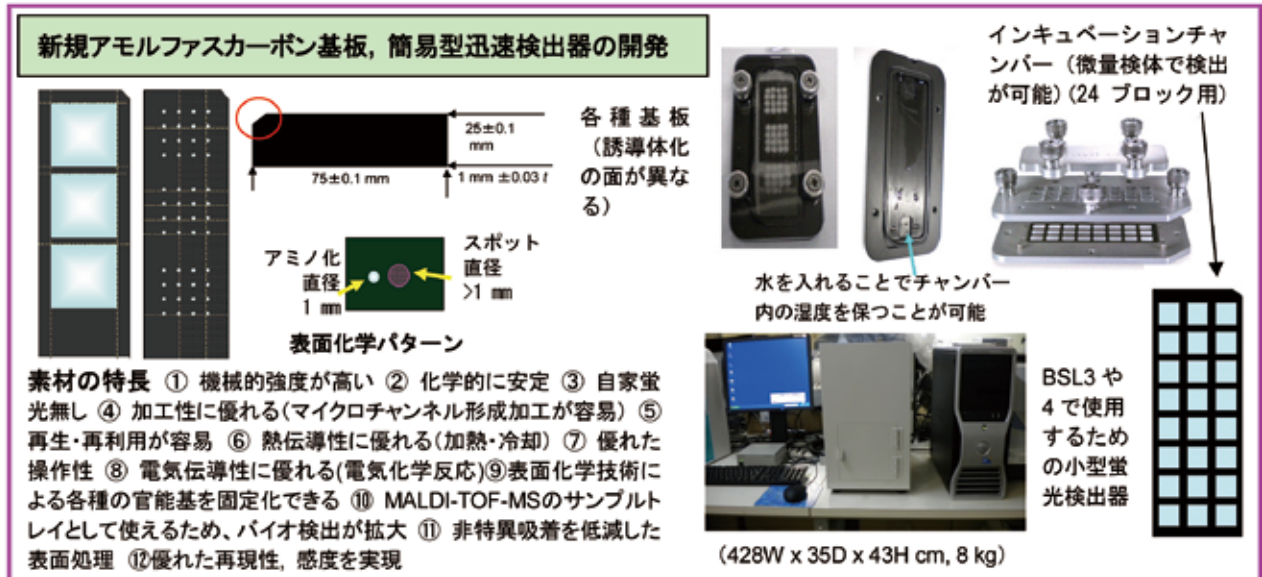 新規アモルファスカーボン基板, 簡易型迅速検出器の開発
25±0.1
mm
75±0.1 mm
1 mm ±0.03 t
各種基板
（誘導体化
の面が異な
る）
アミノ化
直径
1 mm
スポット
直径
>1 mm
表面化学パターン
素材の特長 ① 機械的強度が高い ② 化学的に安定 ③ 自家蛍
光無し ④ 加工性に優れる(マイクロチャンネル形成加工が容易) ⑤
再生・再利用が容易 ⑥ 熱伝導性に優れる(加熱・冷却) ⑦ 優れた
操作性 ⑧ 電気伝導性に優れる(電気化学反応)⑨表面化学技術に
よる各種の官能基を固定化できる ⑩ MALDI-TOF-MSのサンプルト
レイとして使えるため、バイオ検出が拡大 ⑪ 非特異吸着を低減した
表面処理 ⑫優れた再現性, 感度を実現
インキュベーションチャ
ンバー（微量検体で検出
が可能）(24 ブロック用)
水を入れることでチャンバー
内の湿度を保つことが可能
BSL3 や
4 で使用
するため
の小型蛍
光検出器
(428W x 35D x 43H cm, 8 kg)